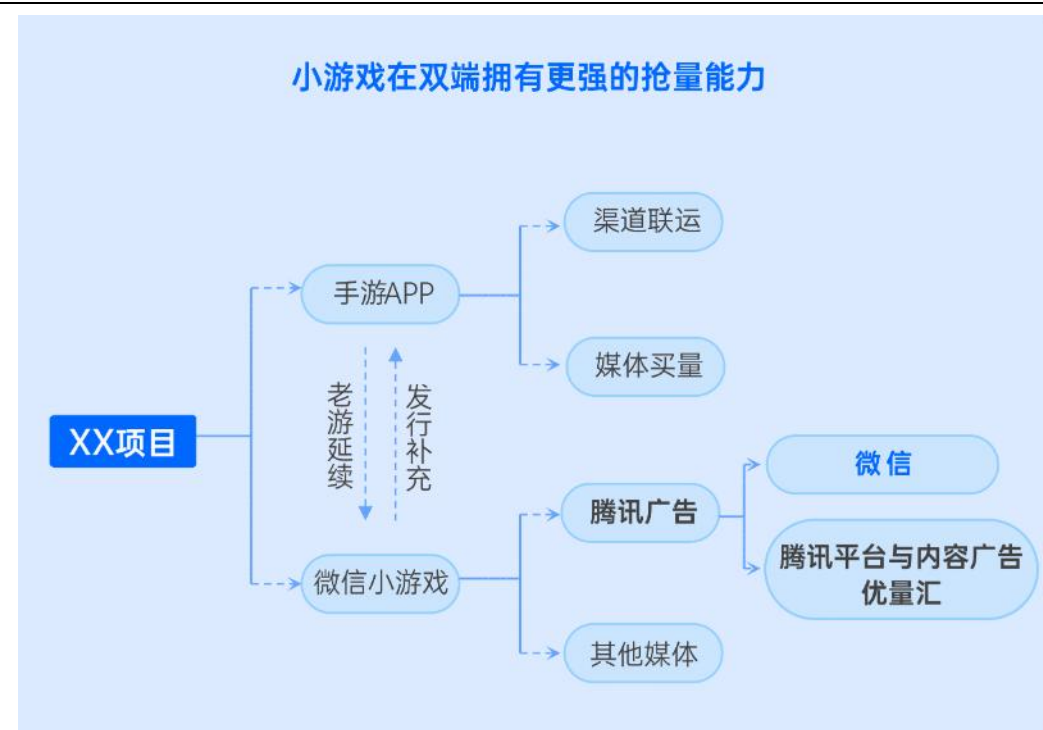 小游戏在双端拥有更强的抢量能力
渠道联运
手游APP
媒体买量
老游延续
发行补充
XX项目
微信
腾讯广告
腾讯平台与内容广告
优量汇
微信小游戏
其他媒体